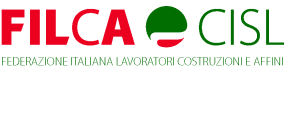 FILCA CISL
FEDERAZIONE ITALIANA LAVORATORI COSTRUZIONI E AFFINI